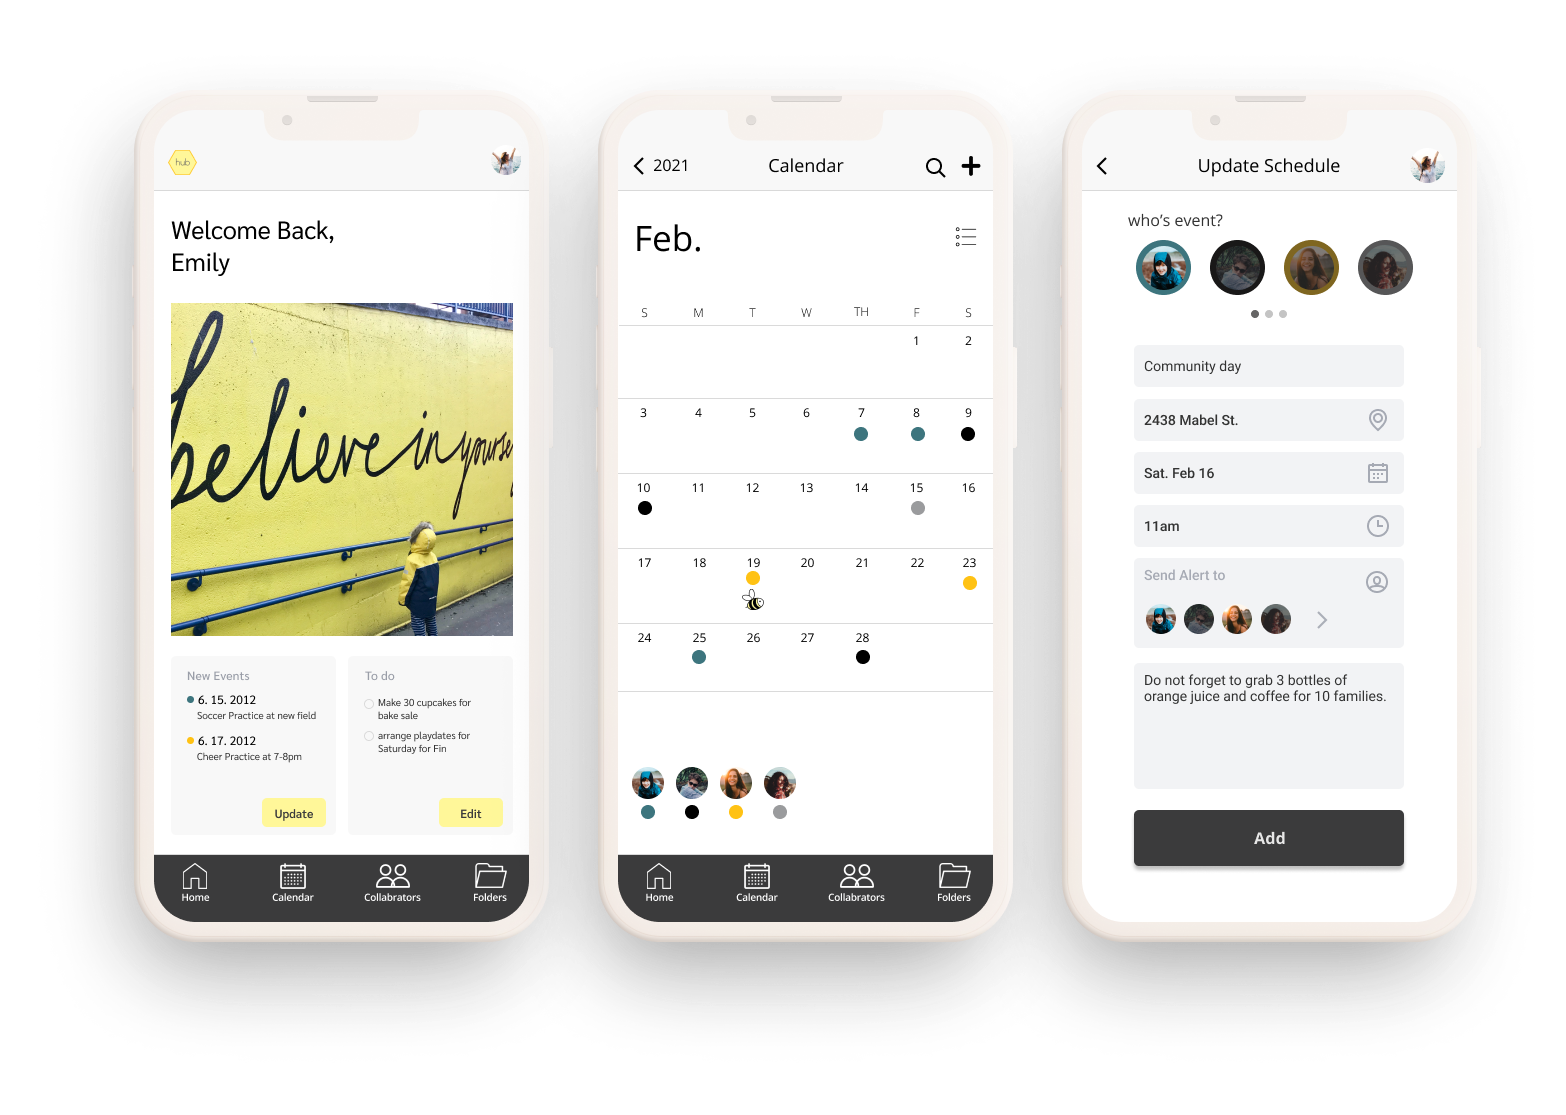 hub
Welcome Back,
Emily
believe in yourse
New Events
6. 15. 2012
Soccer Practice at new field
6. 17. 2012
Cheer Practice at 7-8pm
Update
To do
Make 30 cupcakes for
bake sale
arrange playdates for
Saturday for Fin
Edit
Home Calendar Collabrators Folders
2021 Calendar
Feb.
S M T W TH F S
1 2
3 4 5 6 7 8 9
10 11 12 13 14 15 16
17 18 19 20 21 22 23
24 25 26 27 28
Home Calendar Collabrators Folders
Update Schedule
who's event?
Community day
2438 Mabel St.
Sat. Feb 16
11am
Send Alert to
Do not forget to grab 3 bottles of
orange juice and coffee for 10 families.
Add